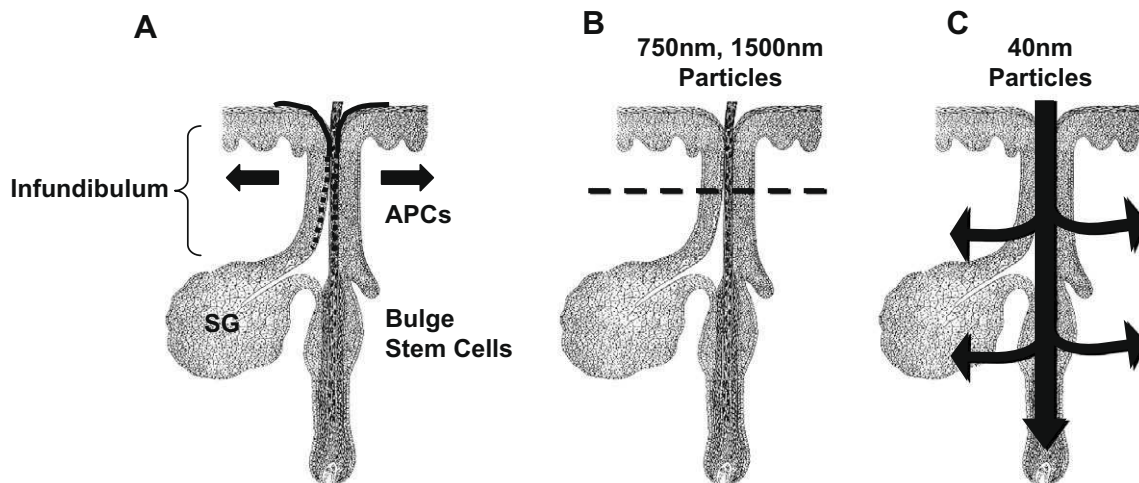 A
Infundibulum
APCs
SG
Bulge
Stem Cells
B
750nm, 1500nm
Particles
C
40nm
Particles